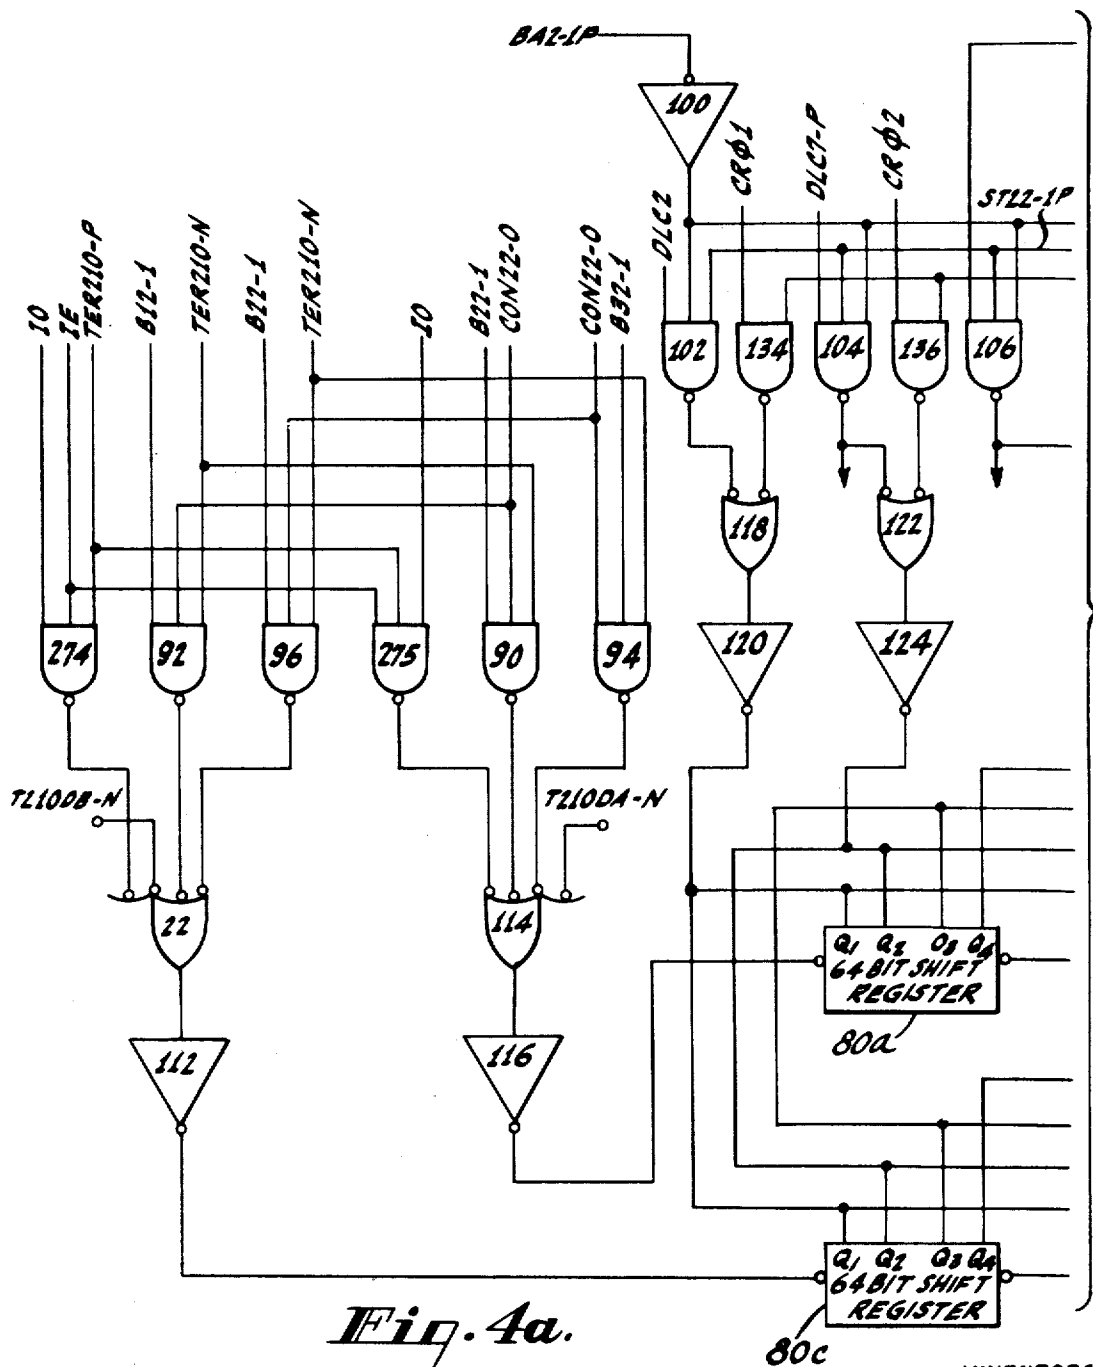 BA2-1P
100
CRϕ1
DLC7-P
CRϕ2
DLC2
ST22-1P
IO
IE
TER210-P
B12-1
TER210-N
B22-1
TER210-N
IO
B22-1
CON22-0
CON22-0
B32-1
102
134
104
136
106
118
122
274
92
96
275
90
94
120
124
T210DB-N
T210DA-N
22
114
Q1 Q2 O3 Q4
64 BIT SHIFT
REGISTER
80a
112
116
Q1 Q2 Q3 Q4
64 BIT SHIFT
REGISTER
80c
Fig. 4a.